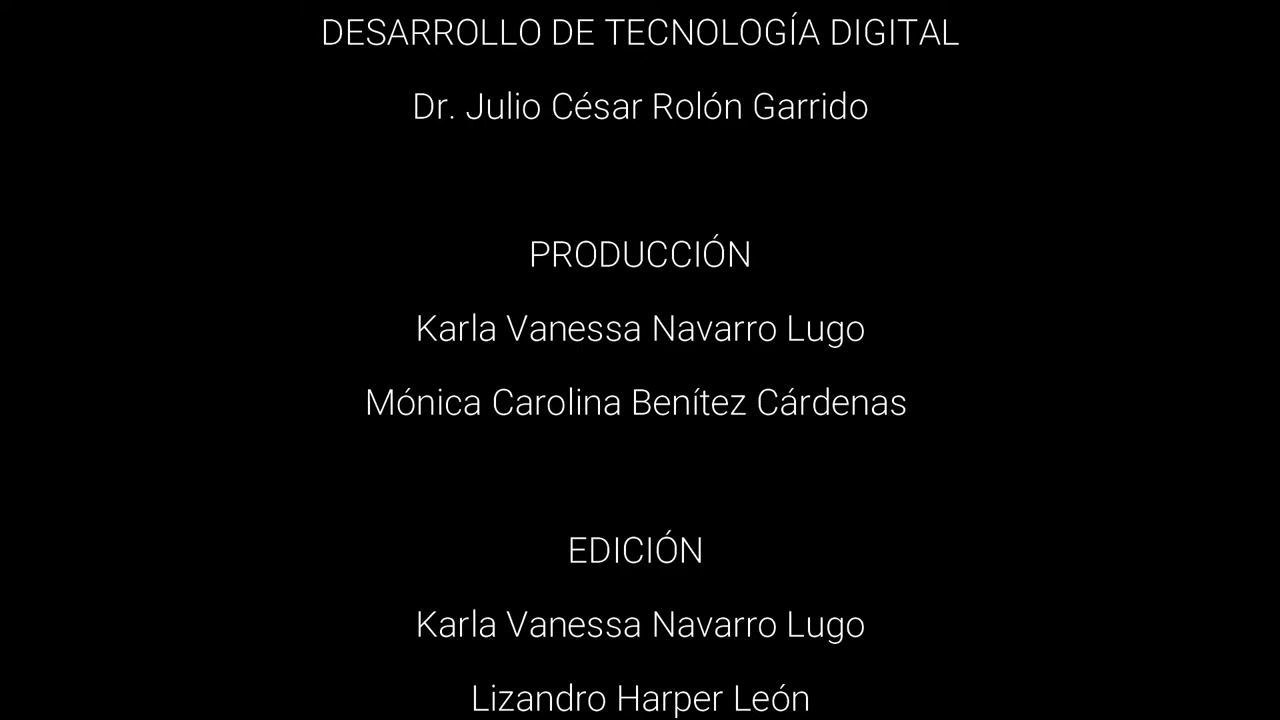 DESARROLLO DE TECNOLOGÍA DIGITAL
Dr. Julio César Rolón Garrido
PRODUCCIÓN
Karla Vanessa Navarro Lugo
Mónica Carolina Benítez Cárdenas
EDICIÓN
Karla Vanessa Navarro Lugo
Lizandro Harper León